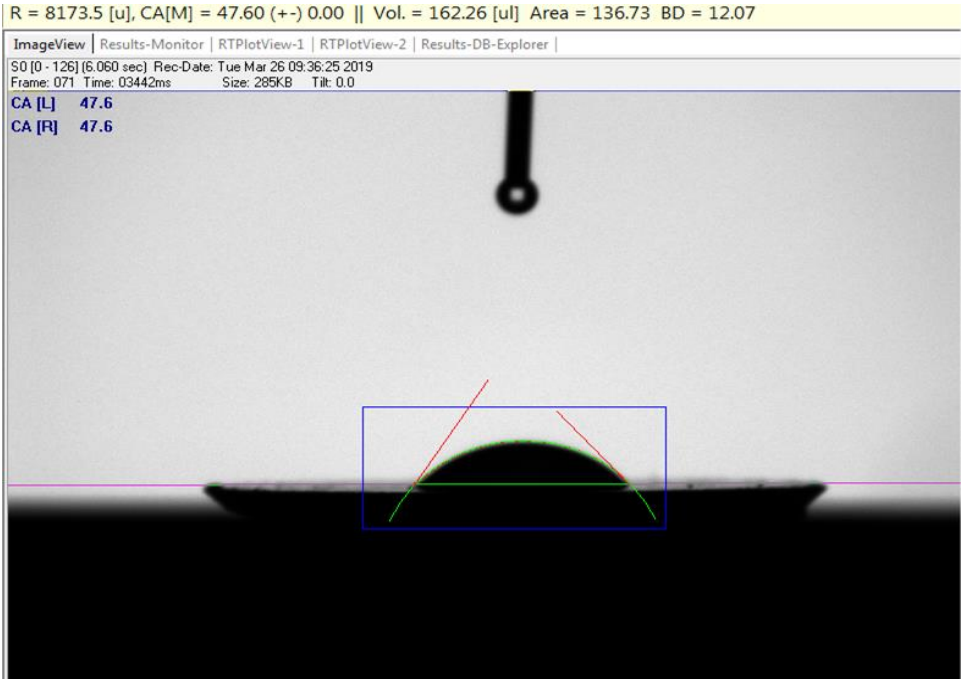 R = 8173.5 [u], CA[M] = 47.60 (+-) 0.00 || Vol. = 162.26 [ul] Area = 136.73 BD = 12.07
ImageView | Results-Monitor | RTPlotView-1 | RTPlotView-2 | Results-DB-Explorer |
S0 [0 - 126] (6.060 sec) Rec-Date: Tue Mar 26 09:36:25 2019
Frame: 071 Time: 03442ms Size: 285KB Tilt: 0.0
CA [L] 47.6
CA [R] 47.6